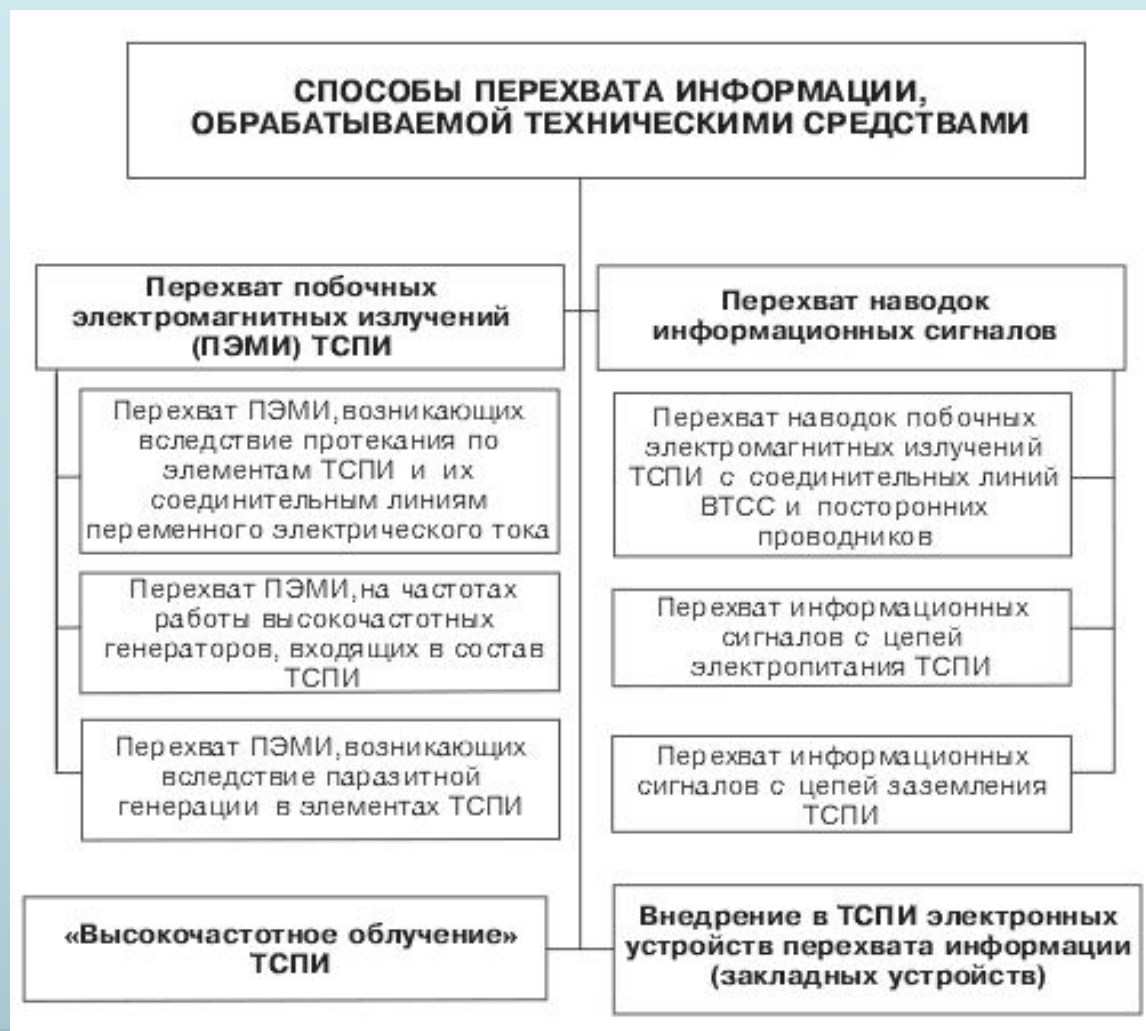 СПОСОБЫ ПЕРЕХВАТА ИНФОРМАЦИИ,
ОБРАБАТЫВАЕМОЙ ТЕХНИЧЕСКИМИ СРЕДСТВАМИ
Перехват побочных
электромагнитных излучений
(ПЭМИ) ТСПИ
Перехват ПЭМИ,возникающих
вследствие протекания по
элементам ТСПИ и их
соединительным линиям
переменного электрического тока
Перехват ПЭМИ,на частотах
работы высокочастотных
генераторов, входящих в состав
ТСПИ
Перехват ПЭМИ,возникающих
вследствие паразитной
генерации в элементах ТСПИ
Перехват наводок
информационных сигналов
Перехват наводок побочных
электромагнитных излучений
ТСПИ с соединительных линий
ВТСС и посторонних
проводников
Перехват информационных
сигналов с цепей
электропитания ТСПИ
Перехват информационных
сигналов с цепей заземления
ТСПИ
«Высокочастотное облучение»
ТСПИ
Внедрение в ТСПИ электронных
устройств перехвата информации
(закладных устройств)